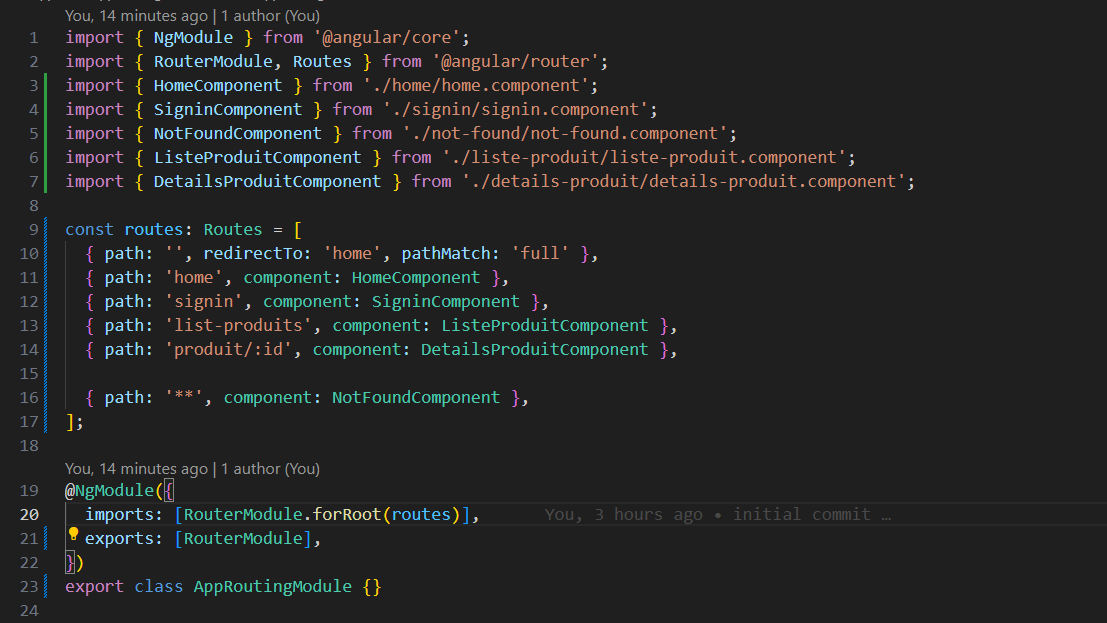 You, 14 minutes ago | 1 author (You)
1 import { NgModule } from '@angular/core';
2 import { RouterModule, Routes } from '@angular/router';
3 import { HomeComponent } from './home/home.component';
4 import { SigninComponent } from './signin/signin.component';
5 import { NotFoundComponent } from './not-found/not-found.component';
6 import { ListeProduitComponent } from './liste-produit/liste-produit.component';
7 import { DetailsProduitComponent } from './details-produit/details-produit.component';
8
9 const routes: Routes = [
10   { path: '', redirectTo: 'home', pathMatch: 'full' },
11   { path: 'home', component: HomeComponent },
12   { path: 'signin', component: SigninComponent },
13   { path: 'list-produits', component: ListeProduitComponent },
14   { path: 'produit/:id', component: DetailsProduitComponent },
15
16   { path: '**', component: NotFoundComponent },
17 ];
18
You, 14 minutes ago | 1 author (You)
19 @NgModule({
20   imports: [RouterModule.forRoot(routes)],      You, 3 hours ago • initial commit …
21   exports: [RouterModule],
22 })
23 export class AppRoutingModule {}
24